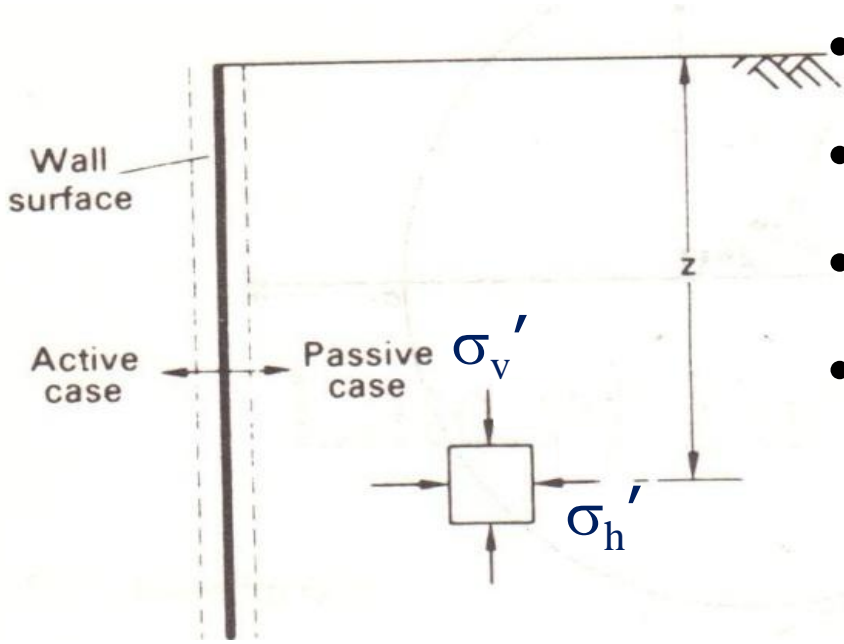 Wall
surface
z
Active
case
Passive
case
σᵥ′
σₕ′